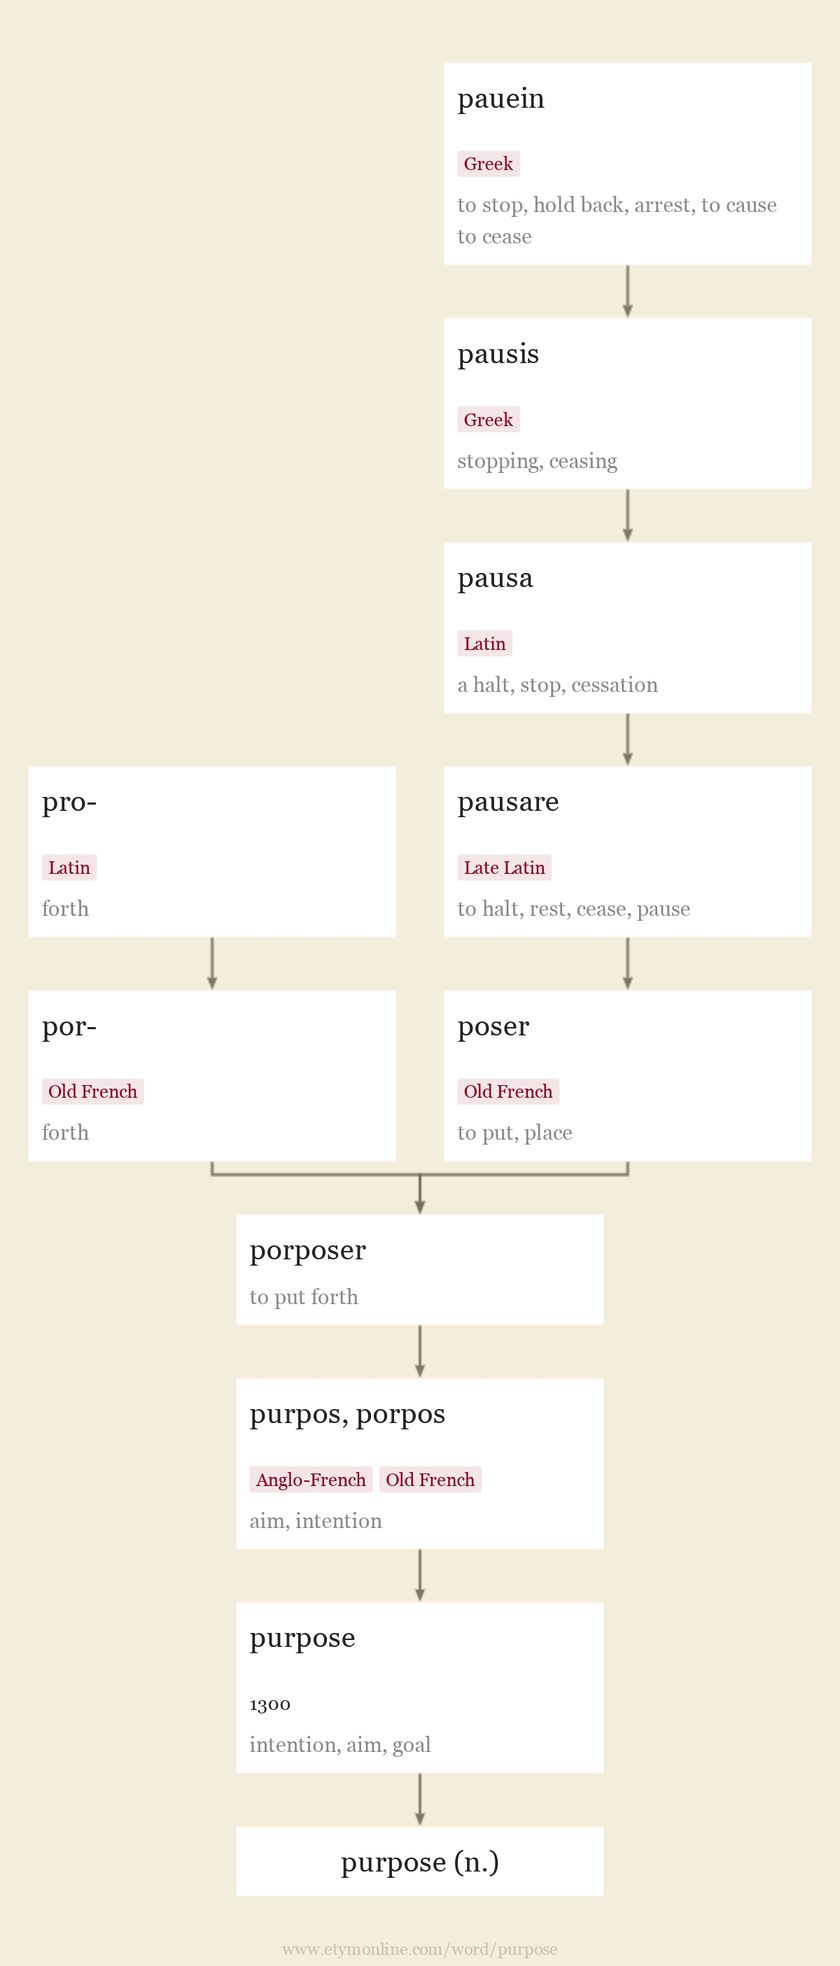 pauein
Greek
to stop, hold back, arrest, to cause
to cease
pausis
Greek
stopping, ceasing
pausa
Latin
a halt, stop, cessation
pro-
Latin
forth
pausare
Late Latin
to halt, rest, cease, pause
por-
Old French
forth
poser
Old French
to put, place
porposer
to put forth
purpos, porpos
Anglo-French Old French
aim, intention
purpose
1300
intention, aim, goal
purpose (n.)
www.etymonline.com/word/purpose